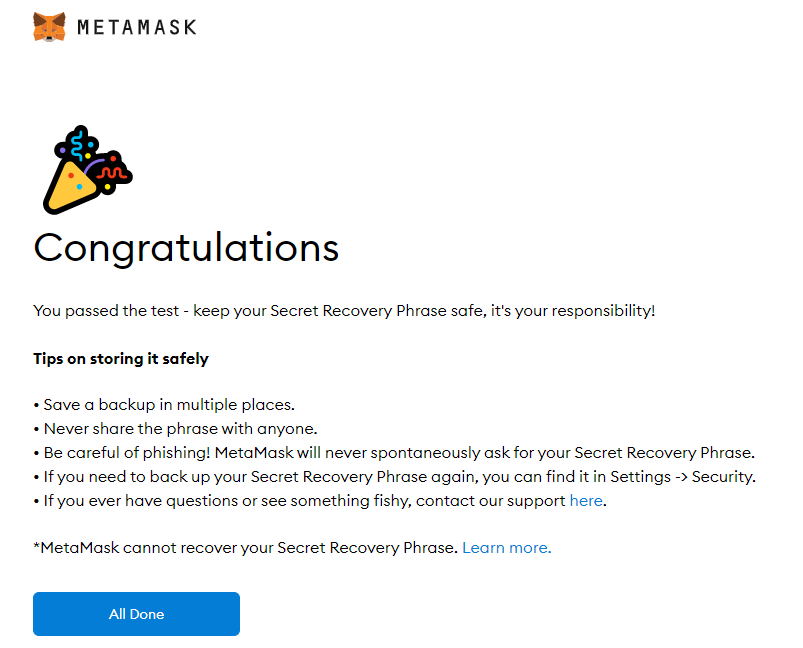 METAMASK
Congratulations
You passed the test - keep your Secret Recovery Phrase safe, it's your responsibility!
Tips on storing it safely
• Save a backup in multiple places.
• Never share the phrase with anyone.
• Be careful of phishing! MetaMask will never spontaneously ask for your Secret Recovery Phrase.
• If you need to back up your Secret Recovery Phrase again, you can find it in Settings -> Security.
• If you ever have questions or see something fishy, contact our support here.
*MetaMask cannot recover your Secret Recovery Phrase. Learn more.
All Done